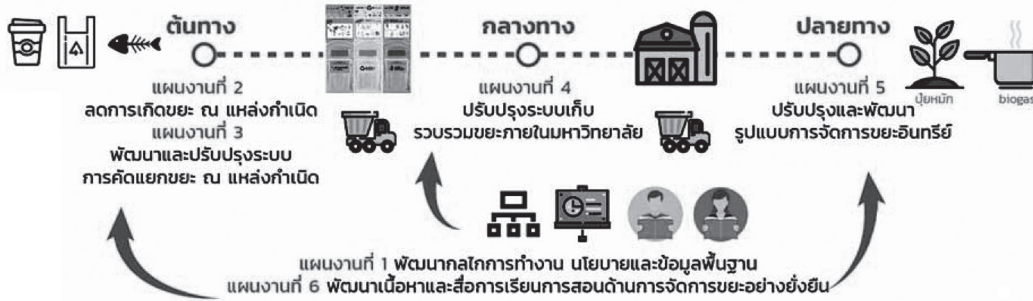 ต้นทาง
กลางทาง
ปลายทาง
แผนงานที่ 2
ลดการเกิดขยะ ณ แหล่งกำเนิด
แผนงานที่ 3
พัฒนาและปรับปรุงระบบ
การคัดแยกขยะ ณ แหล่งกำเนิด
แผนงานที่ 4
ปรับปรุงระบบเก็บ
รวบรวมขยะภายในมหาวิทยาลัย
แผนงานที่ 5
ปรับปรุงและพัฒนา
รูปแบบการจัดการขยะอินทรีย์
ปุ๋ยหมัก
biogas
แผนงานที่ 1 พัฒนากลไกการทำงาน นโยบายและข้อมูลพื้นฐาน
แผนงานที่ 6 พัฒนาเนื้อหาและสื่อการเรียนการสอนด้านการจัดการขยะอย่างยั่งยืน